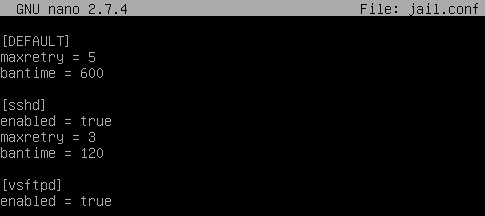 GNU nano 2.7.4 File: jail.conf
[DEFAULT]
maxretry = 5
bantime = 600
[sshd]
enabled = true
maxretry = 3
bantime = 120
[vsftpd]
enabled = true